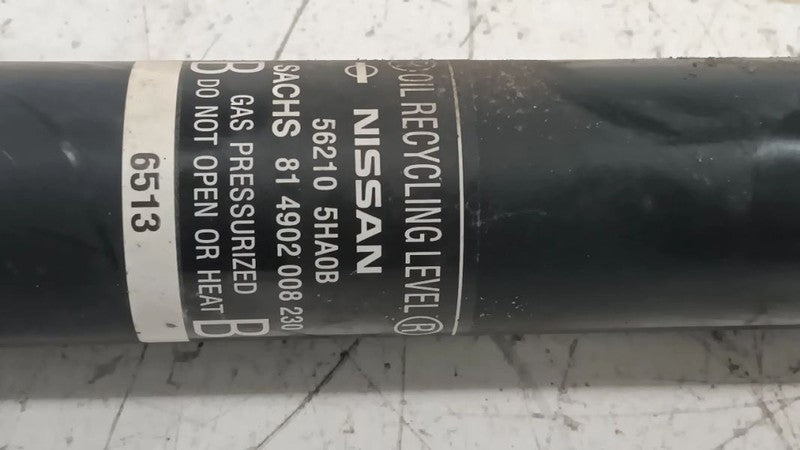 Ⓡ:OIL RECYCLING LEVEL Ⓡ
NISSAN
56210 5HA0B
SACHS 81 4902 008 230
B GAS PRESSURIZED B
DO NOT OPEN OR HEAT
6513